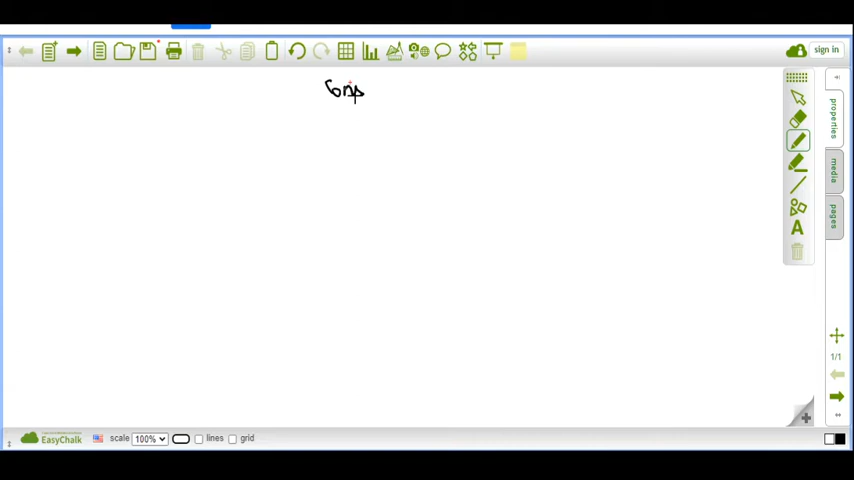 sign in
properties
media
pages
1/1
EasyChalk
scale 100% lines grid